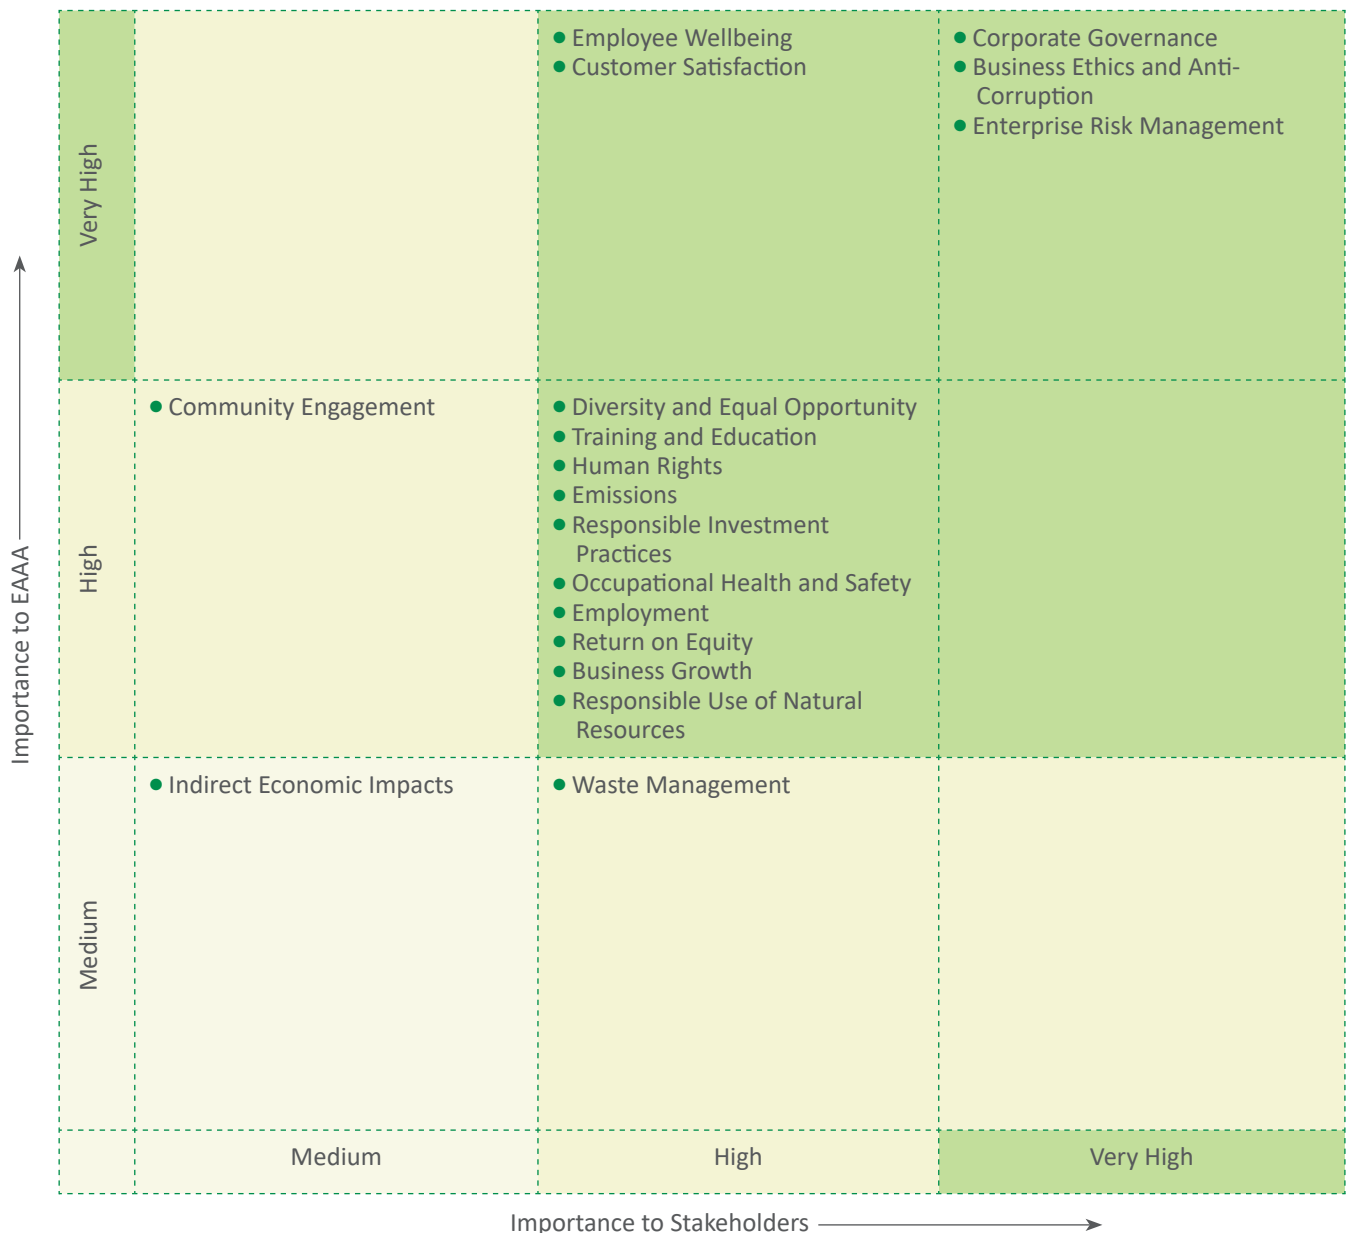 Importance to EAAA
Very High
● Employee Wellbeing
● Customer Satisfaction
● Corporate Governance
● Business Ethics and Anti-
Corruption
● Enterprise Risk Management
High
● Community Engagement
● Diversity and Equal Opportunity
● Training and Education
● Human Rights
● Emissions
● Responsible Investment
Practices
● Occupational Health and Safety
● Employment
● Return on Equity
● Business Growth
● Responsible Use of Natural
Resources
Medium
● Indirect Economic Impacts
● Waste Management
Medium
High
Very High
Importance to Stakeholders